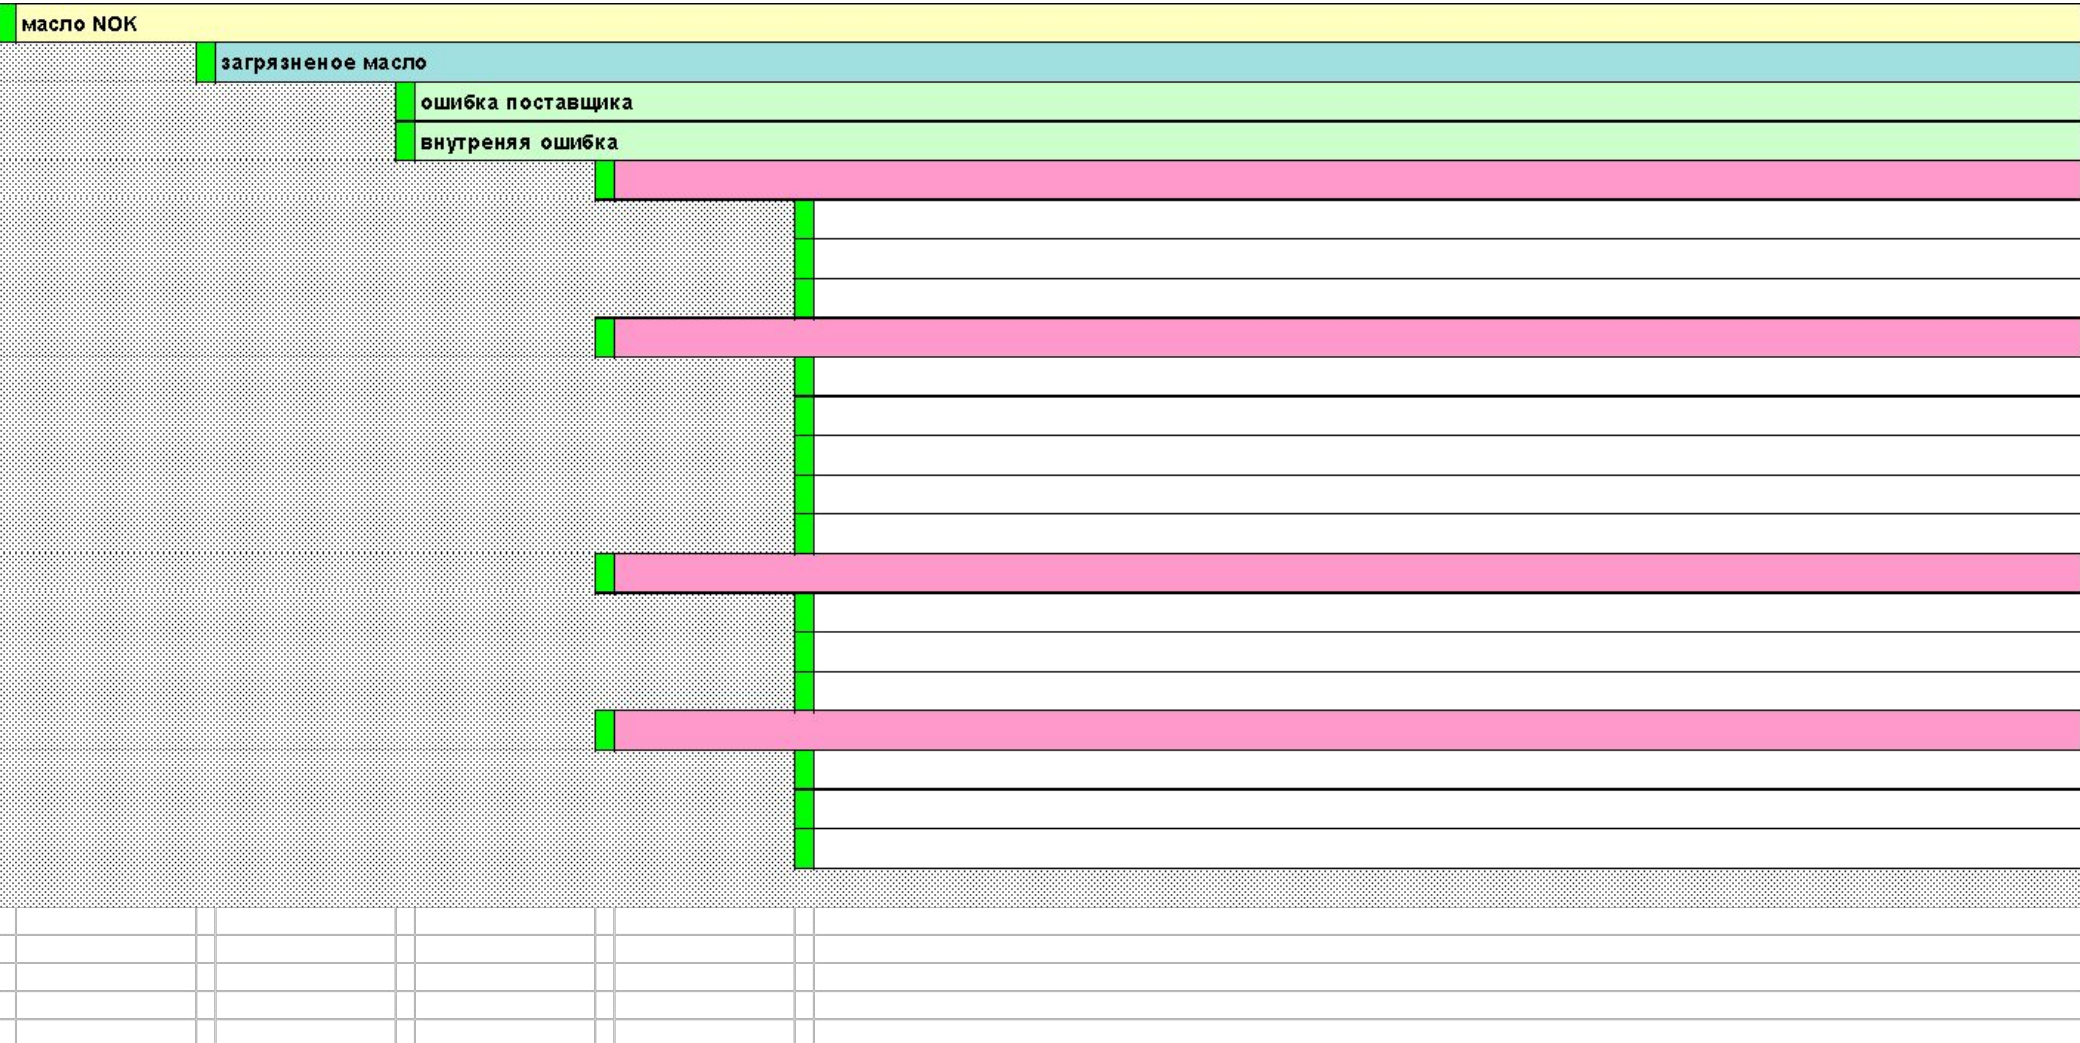 масло NOK
загрязненое масло
ошибка поставщика
внутреняя ошибка